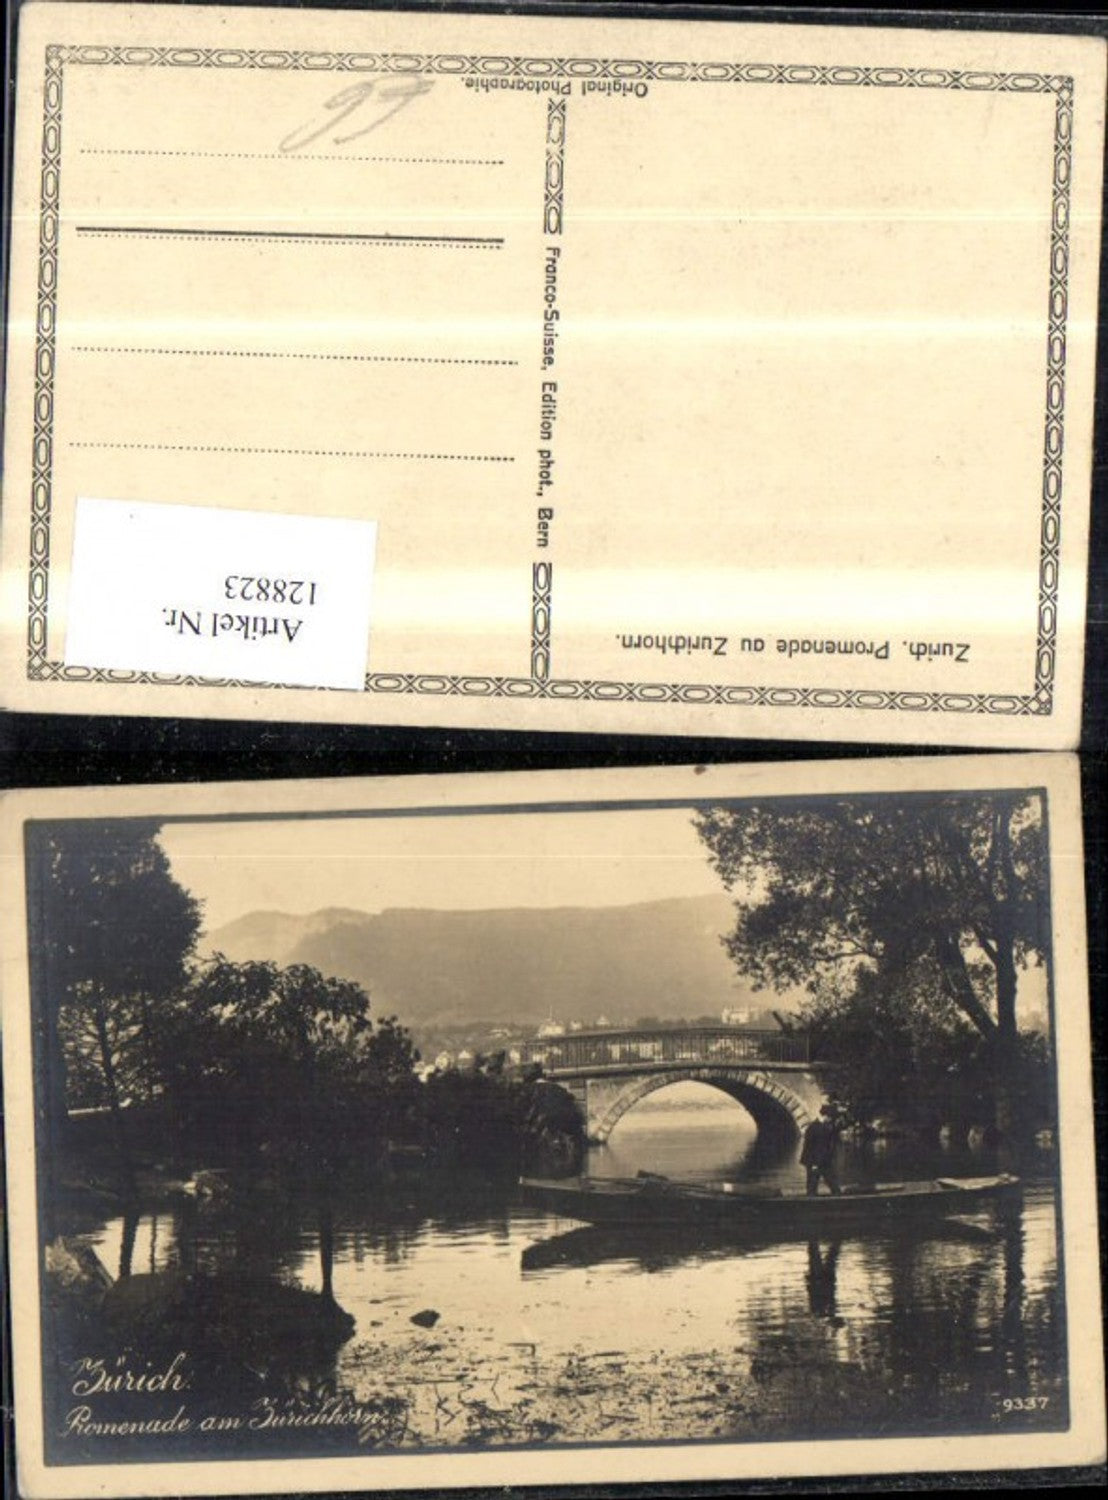 Original Photographie.
97
Franco-Suisse, Edition phot., Bern
Artikel Nr.
128823
Zurich. Promenade au Zurichhorn.
Zürich.
Promenade am Zürichhorn.
9337